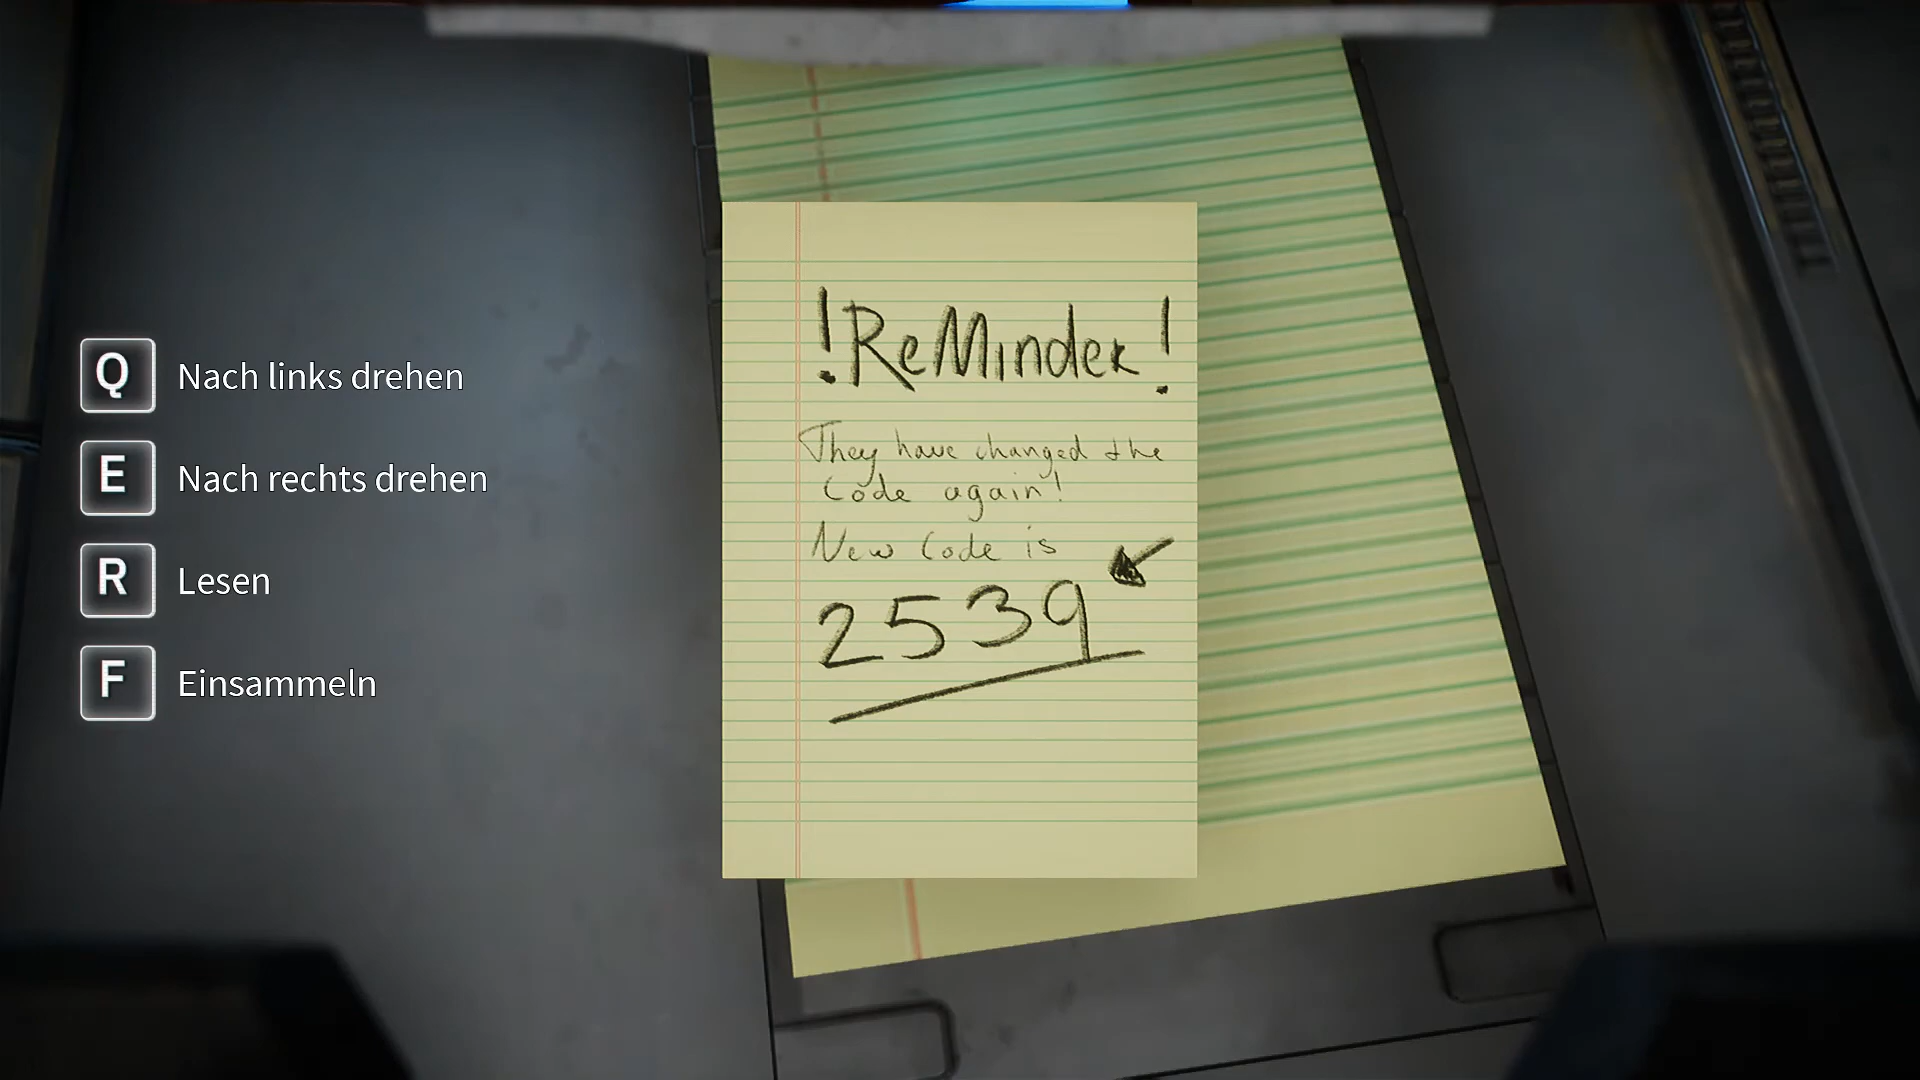 Q Nach links drehen
E Nach rechts drehen
R Lesen
F Einsammeln
!ReMinder!
They have changed the
Code again!
New Code is
2539